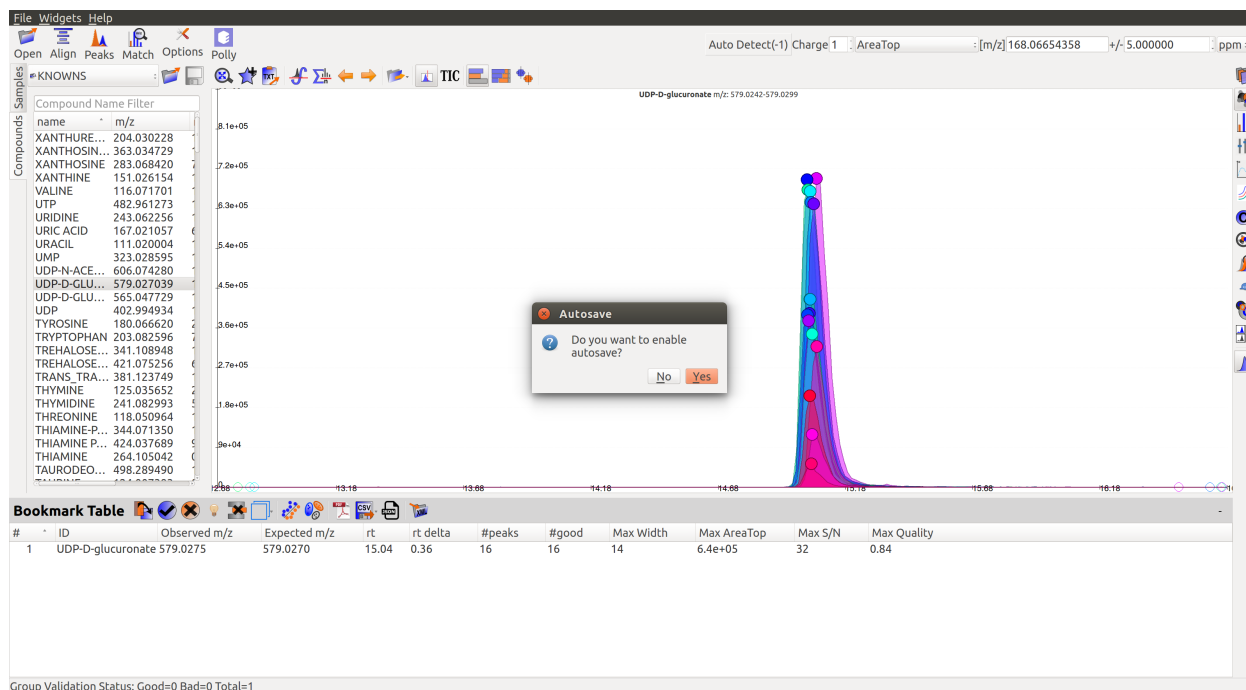 File Widgets Help
Open Align Peaks Match Options Polly
Auto Detect(-1) Charge 1 AreaTop [m/z] 168.06654358 +/- 5.000000 ppm
Samples
Compounds
KNOWNS
TIC
Compound Name Filter
name m/z
XANTHURE... 204.030228
XANTHOSIN... 363.034729
XANTHOSINE 283.068420
XANTHINE 151.026154
VALINE 116.071701
UTP 482.961273
URIDINE 243.062256
URIC ACID 167.021057
URACIL 111.020004
UMP 323.028595
UDP-N-ACE... 606.074280
UDP-D-GLU... 579.027039
UDP-D-GLU... 565.047729
UDP 402.994934
TYROSINE 180.066620
TRYPTOPHAN 203.082596
TREHALOSE... 341.108948
TREHALOSE... 421.075256
TRANS_TRA... 381.123749
THYMINE 125.035652
THYMIDINE 241.082993
THREONINE 118.050964
THIAMINE-P... 344.071350
THIAMINE P... 424.037689
THIAMINE 264.105042
TAURODEO... 498.289490
UDP-D-glucuronate m/z: 579.0242-579.0299
8.1e+05
7.2e+05
6.3e+05
5.4e+05
4.5e+05
3.6e+05
2.7e+05
1.8e+05
9e+04
12.68 13.18 13.68 14.18 14.68 15.18 15.68 16.18
Autosave
Do you want to enable
autosave?
No Yes
Bookmark Table
# ID Observed m/z Expected m/z rt rt delta #peaks #good Max Width Max AreaTop Max S/N Max Quality
1 UDP-D-glucuronate 579.0275 579.0270 15.04 0.36 16 16 14 6.4e+05 32 0.84
Group Validation Status: Good=0 Bad=0 Total=1